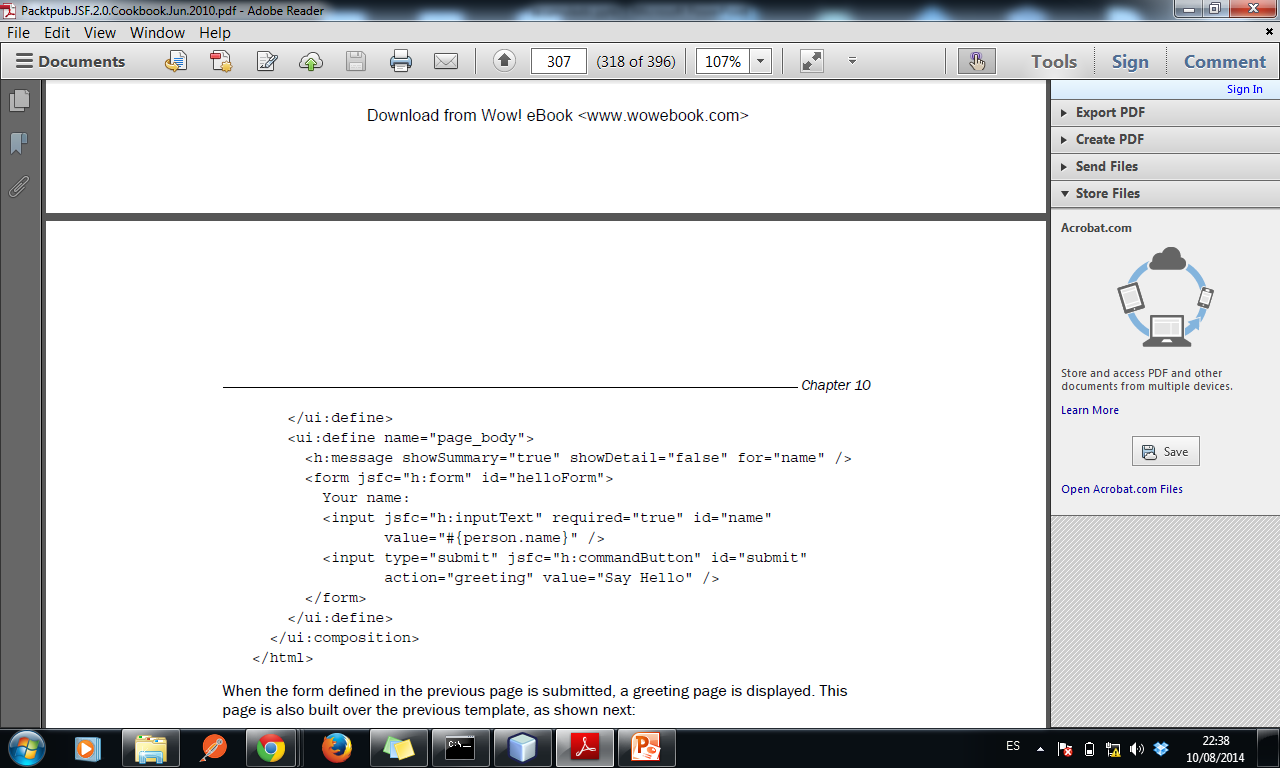 Packtpub.JSF.2.0.Cookbook.Jun.2010.pdf - Adobe Reader
File Edit View Window Help
Documents 307 (318 of 396) 107% Tools Sign Comment
Sign In
Export PDF
Create PDF
Send Files
Store Files
Acrobat.com
Store and access PDF and other
documents from multiple devices.
Learn More
Save
Open Acrobat.com Files
Download from Wow! eBook <www.wowebook.com>
Chapter 10
</ui:define>
<ui:define name="page_body">
<h:message showSummary="true" showDetail="false" for="name" />
<form jsfc="h:form" id="helloForm">
Your name:
<input jsfc="h:inputText" required="true" id="name"
value="#{person.name}" />
<input type="submit" jsfc="h:commandButton" id="submit"
action="greeting" value="Say Hello" />
</form>
</ui:define>
</ui:composition>
</html>
When the form defined in the previous page is submitted, a greeting page is displayed. This
page is also built over the previous template, as shown next:
ES
22:38
10/08/2014